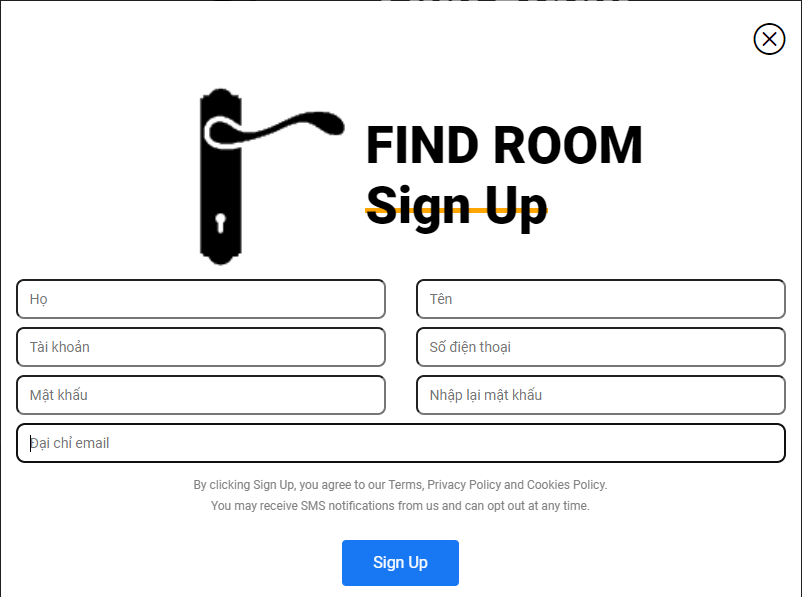 FIND ROOM
Sign Up
Họ
Tên
Tài khoản
Số điện thoại
Mật khẩu
Nhập lại mật khẩu
Đại chỉ email
By clicking Sign Up, you agree to our Terms, Privacy Policy and Cookies Policy.
You may receive SMS notifications from us and can opt out at any time.
Sign Up